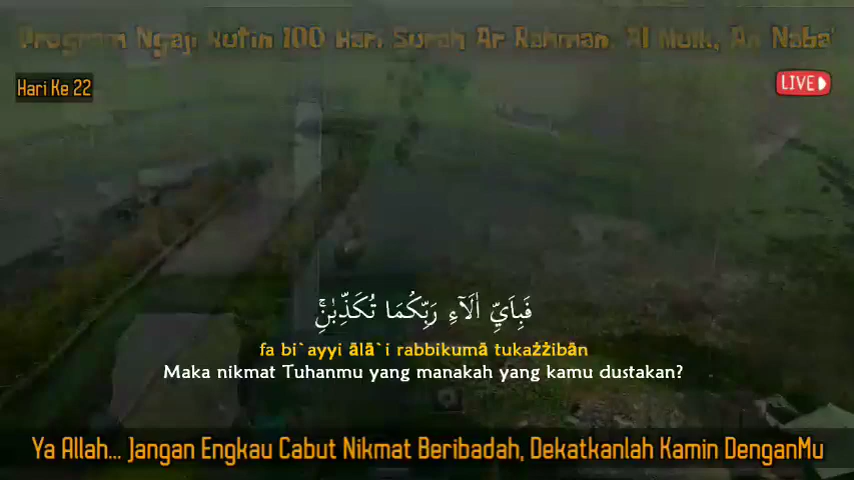 Program Ngaji Rutin 100 Hari Surah Ar Rahman, Al Mulk, An Naba'
Hari Ke 22
LIVE
فَبِاَيِّ اٰلَاۤءِ رَبِّكُمَا تُكَذِّبٰنِۚ
fa bi`ayyi ālā`i rabbikumā tukażżibān
Maka nikmat Tuhanmu yang manakah yang kamu dustakan?
Ya Allah... Jangan Engkau Cabut Nikmat Beribadah, Dekatkanlah Kamin DenganMu